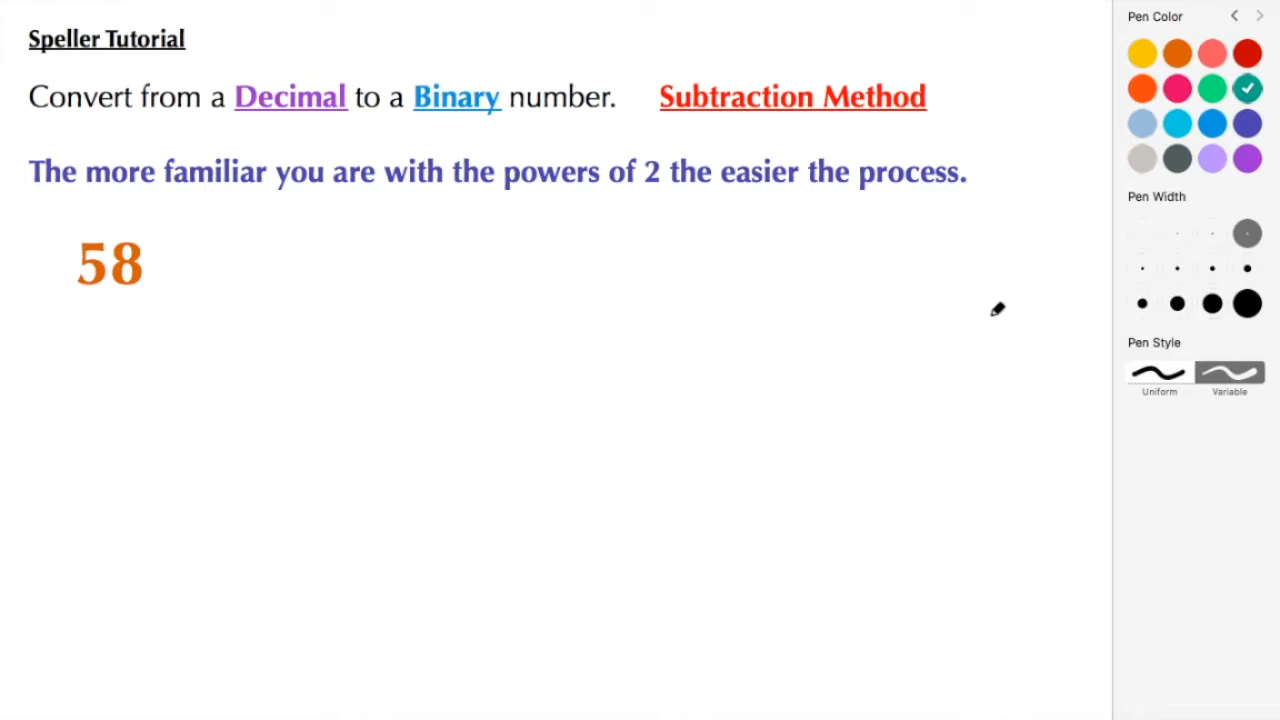 Speller Tutorial
Convert from a Decimal to a Binary number. Subtraction Method
The more familiar you are with the powers of 2 the easier the process.
58
Pen Color
Pen Width
Pen Style
Uniform Variable